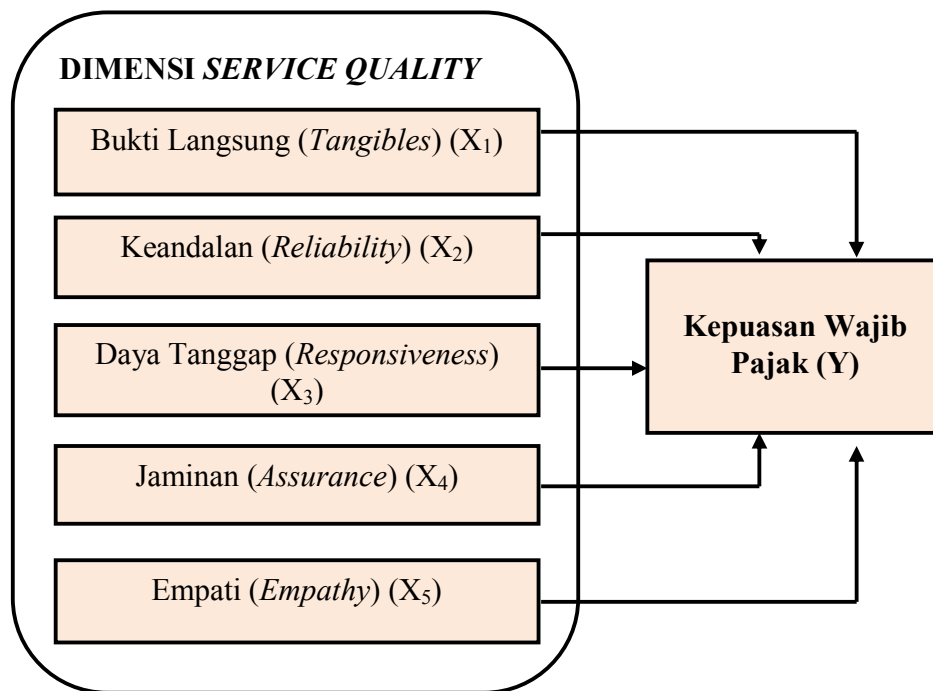 DIMENSI SERVICE QUALITY
Bukti Langsung (Tangibles) (X₁)
Keandalan (Reliability) (X₂)
Daya Tanggap (Responsiveness)
(X₃)
Jaminan (Assurance) (X₄)
Empati (Empathy) (X₅)
Kepuasan Wajib
Pajak (Y)